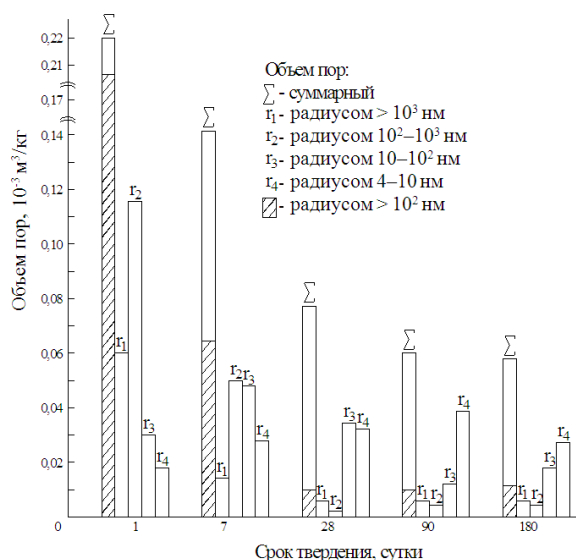 Σ
0,22
0,21
0,17
0,14
0,12
0,10
0,08
0,06
0,04
0,02
0
Объем пор, 10⁻³ м³/кг
Объем пор:
Σ - суммарный
r₁- радиусом > 10³ нм
r₂- радиусом 10²–10³ нм
r₃- радиусом 10–10² нм
r₄- радиусом 4–10 нм
- радиусом > 10² нм
r₁
r₂
r₃
r₄
Σ
r₁
r₂
r₃
r₄
Σ
r₁
r₂
r₃
r₄
Σ
r₁
r₂
r₃
r₄
Σ
r₁
r₂
r₃
r₄
1
7
28
90
180
Срок твердения, сутки